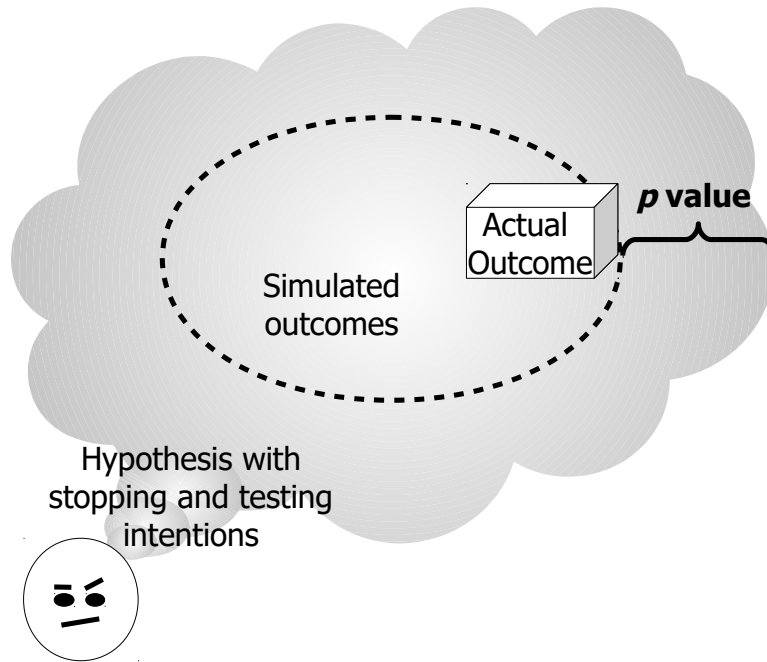 p value
Actual
Outcome
Simulated
outcomes
Hypothesis with
stopping and testing
intentions